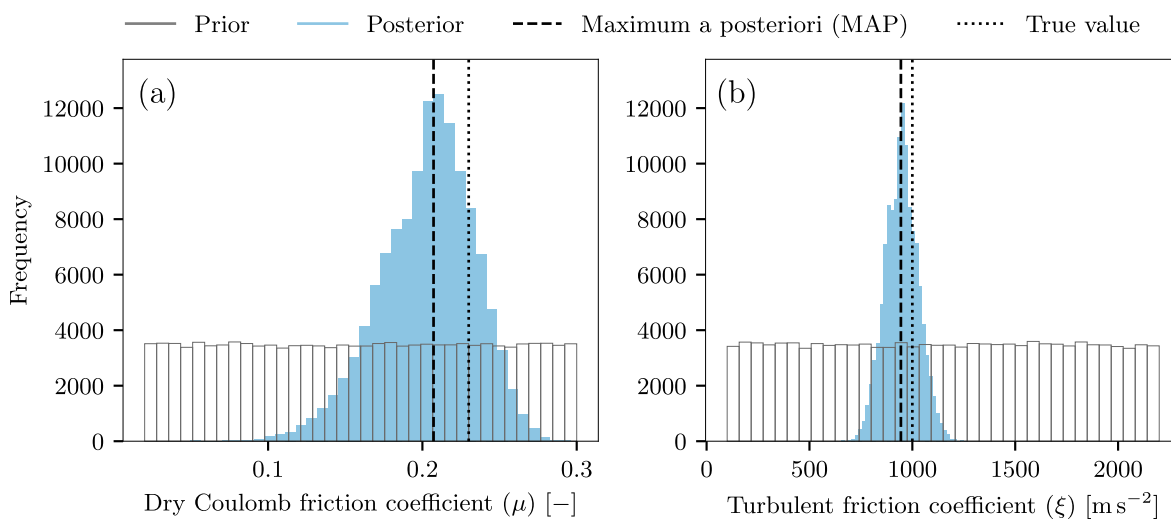 Prior Posterior Maximum a posteriori (MAP) True value
(a) (b)
Frequency
12000
10000
8000
6000
4000
2000
0
0.1 0.2 0.3
Dry Coulomb friction coefficient (μ) [−]
12000
10000
8000
6000
4000
2000
0
0 500 1000 1500 2000
Turbulent friction coefficient (ξ) [m s⁻²]